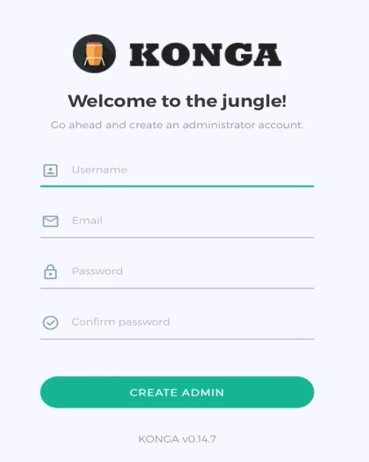 KONGA
Welcome to the jungle!
Go ahead and create an administrator account.
Username
Email
Password
Confirm password
CREATE ADMIN
KONGA v0.14.7